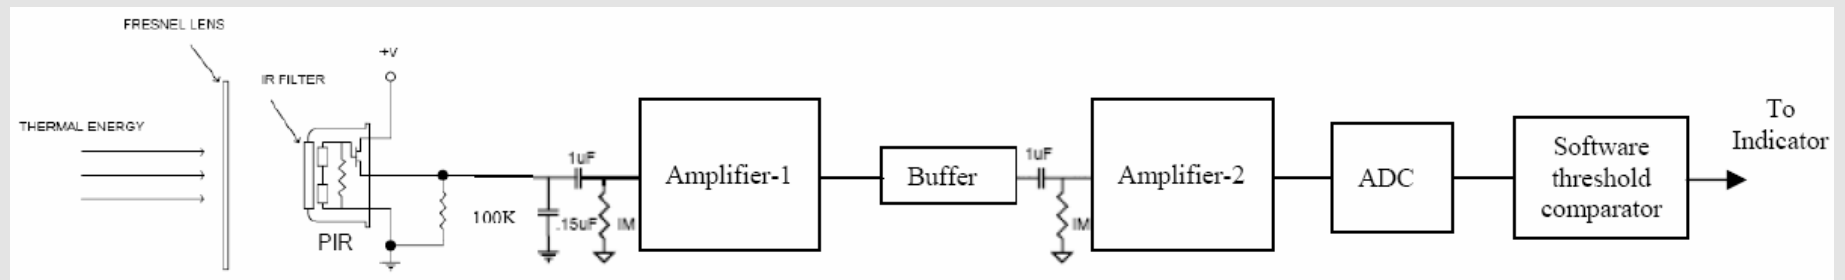 FRESNEL LENS
IR FILTER
+V
THERMAL ENERGY
PIR
100K
.15uF
1uF
IM
Amplifier-1
Buffer
1uF
IM
Amplifier-2
ADC
Software
threshold
comparator
To
Indicator